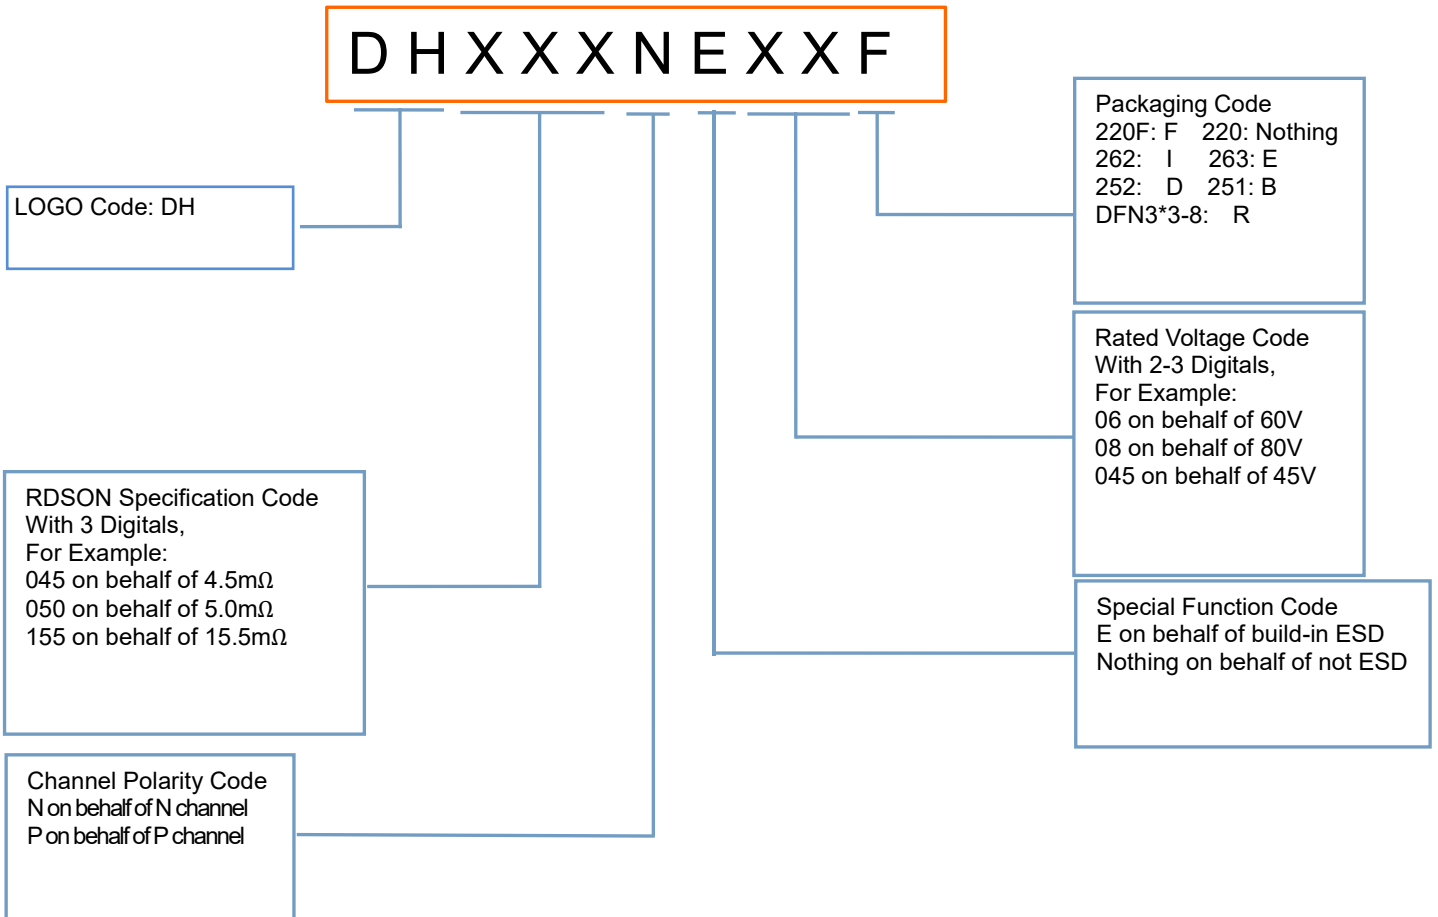 D H X X X N E X X F
Packaging Code
220F: F 220: Nothing
262: I 263: E
252: D 251: B
DFN3*3-8: R
LOGO Code: DH
Rated Voltage Code
With 2-3 Digitals,
For Example:
06 on behalf of 60V
08 on behalf of 80V
045 on behalf of 45V
RDSON Specification Code
With 3 Digitals,
For Example:
045 on behalf of 4.5mΩ
050 on behalf of 5.0mΩ
155 on behalf of 15.5mΩ
Special Function Code
E on behalf of build-in ESD
Nothing on behalf of not ESD
Channel Polarity Code
N on behalf of N channel
P on behalf of P channel